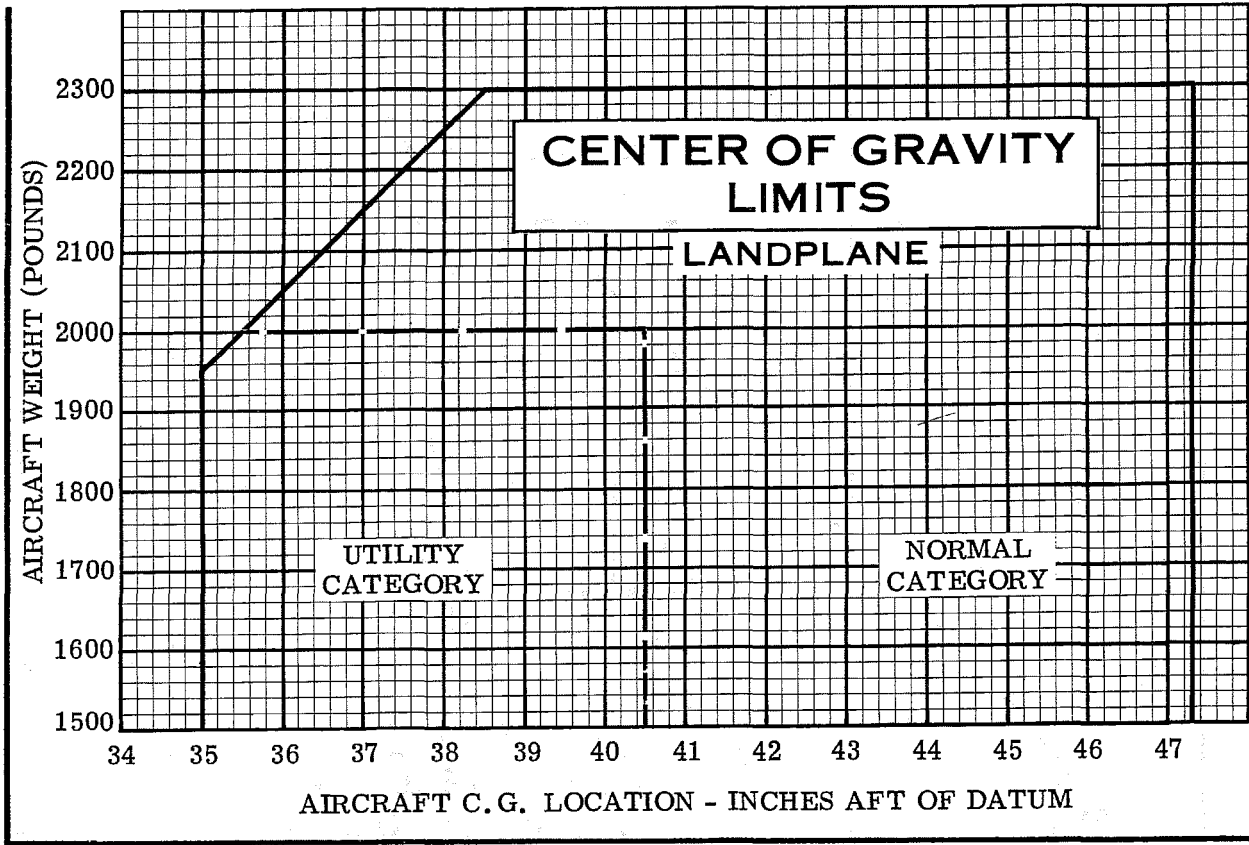 CENTER OF GRAVITY
LIMITS
LANDPLANE
AIRCRAFT WEIGHT (POUNDS)
2300
2200
2100
2000
1900
1800
1700
1600
1500
UTILITY
CATEGORY
NORMAL
CATEGORY
34 35 36 37 38 39 40 41 42 43 44 45 46 47
AIRCRAFT C.G. LOCATION - INCHES AFT OF DATUM